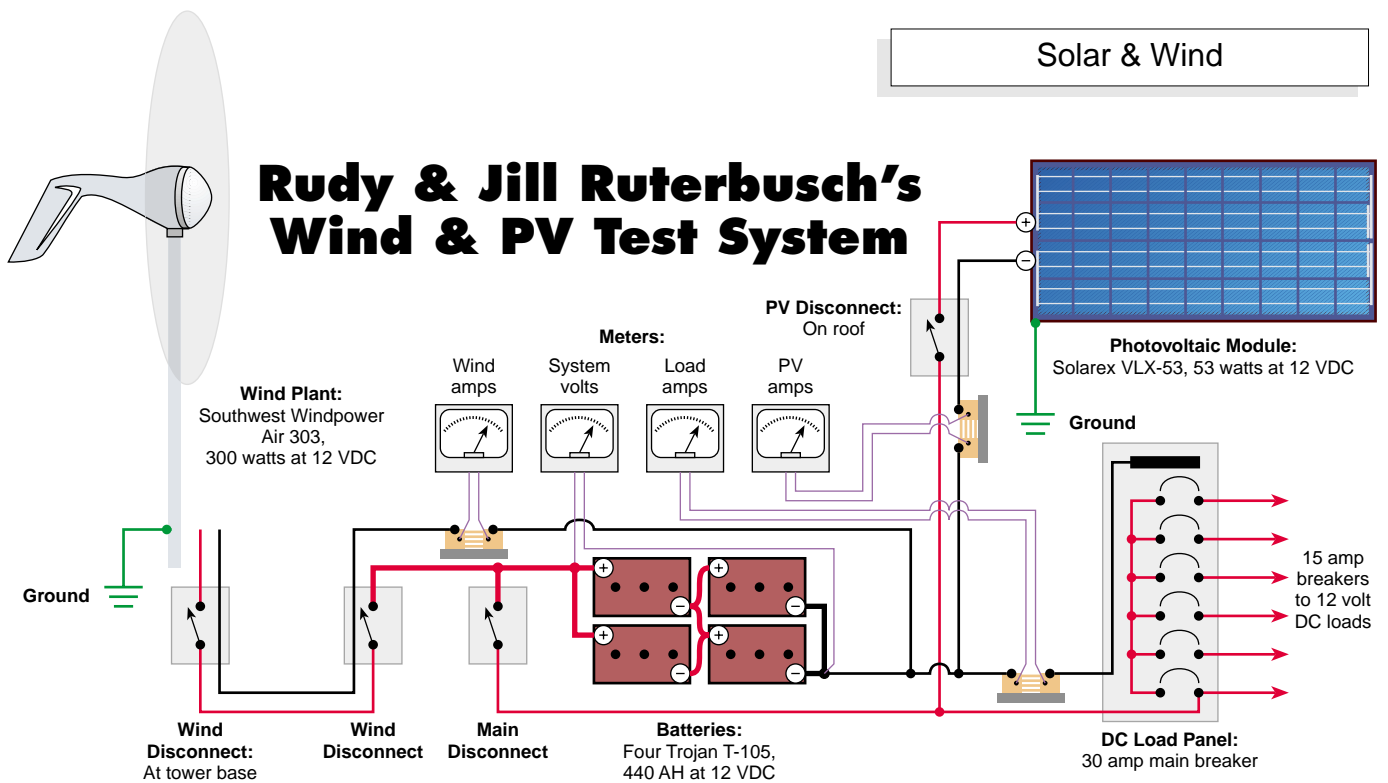 Solar & Wind
Rudy & Jill Ruterbusch's
Wind & PV Test System
+
−
PV Disconnect:
On roof
Photovoltaic Module:
Solarex VLX-53, 53 watts at 12 VDC
Ground
Meters:
Wind
amps
System
volts
Load
amps
PV
amps
Wind Plant:
Southwest Windpower
Air 303,
300 watts at 12 VDC
Ground
+
+
−
−
+
+
−
−
15 amp
breakers
to 12 volt
DC loads
Wind
Disconnect:
At tower base
Wind
Disconnect
Main
Disconnect
Batteries:
Four Trojan T-105,
440 AH at 12 VDC
DC Load Panel:
30 amp main breaker